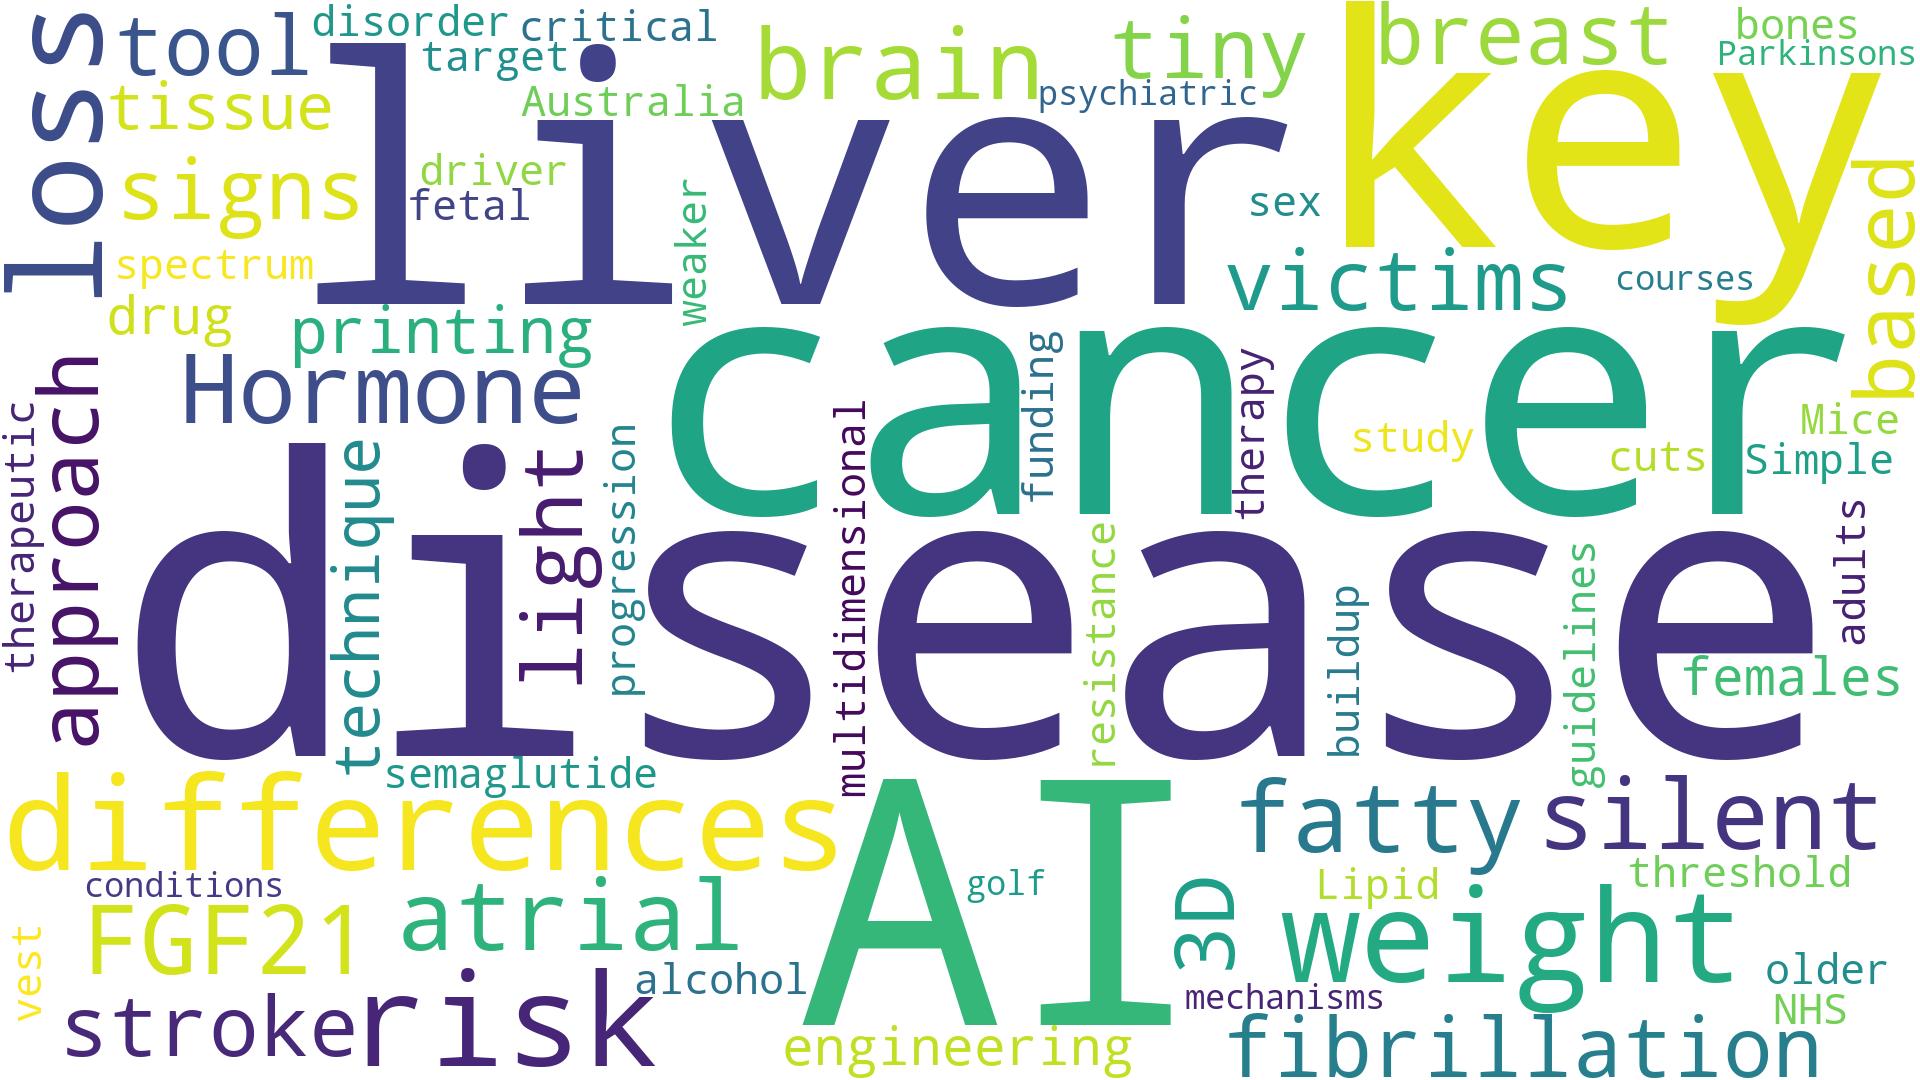 loss
tool
disorder
critical
target
liver
brain
tiny
key
breast
bones
Parkinsons
tissue
Australia
psychiatric
signs
driver
fetal
weaker
sex
based
spectrum
victims
courses
drug
printing
Hormone
cancer
funding
therapy
study
cuts
Mice
Simple
therapeutic
approach
technique
light
progression
multidimensional
disease
resistance
buildup
guidelines
adults
females
semaglutide
differences
AI
fatty
silent
conditions
golf
Lipid
threshold
FGF21
atrial
3D
weight
vest
alcohol
mechanisms
older
NHS
stroke
risk
engineering
fibrillation